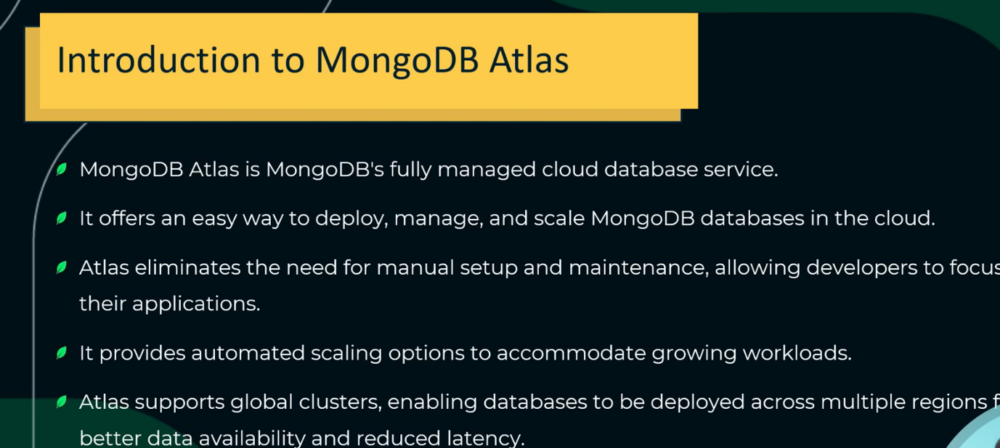 Introduction to MongoDB Atlas
MongoDB Atlas is MongoDB's fully managed cloud database service.
It offers an easy way to deploy, manage, and scale MongoDB databases in the cloud.
Atlas eliminates the need for manual setup and maintenance, allowing developers to focus
their applications.
It provides automated scaling options to accommodate growing workloads.
Atlas supports global clusters, enabling databases to be deployed across multiple regions
better data availability and reduced latency.